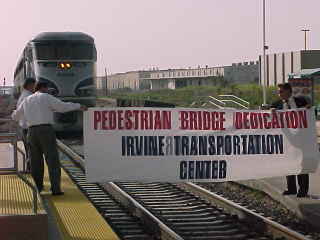 PEDESTRIAN BRIDGE DEDICATION
IRVINE TRANSPORTATION
CENTER